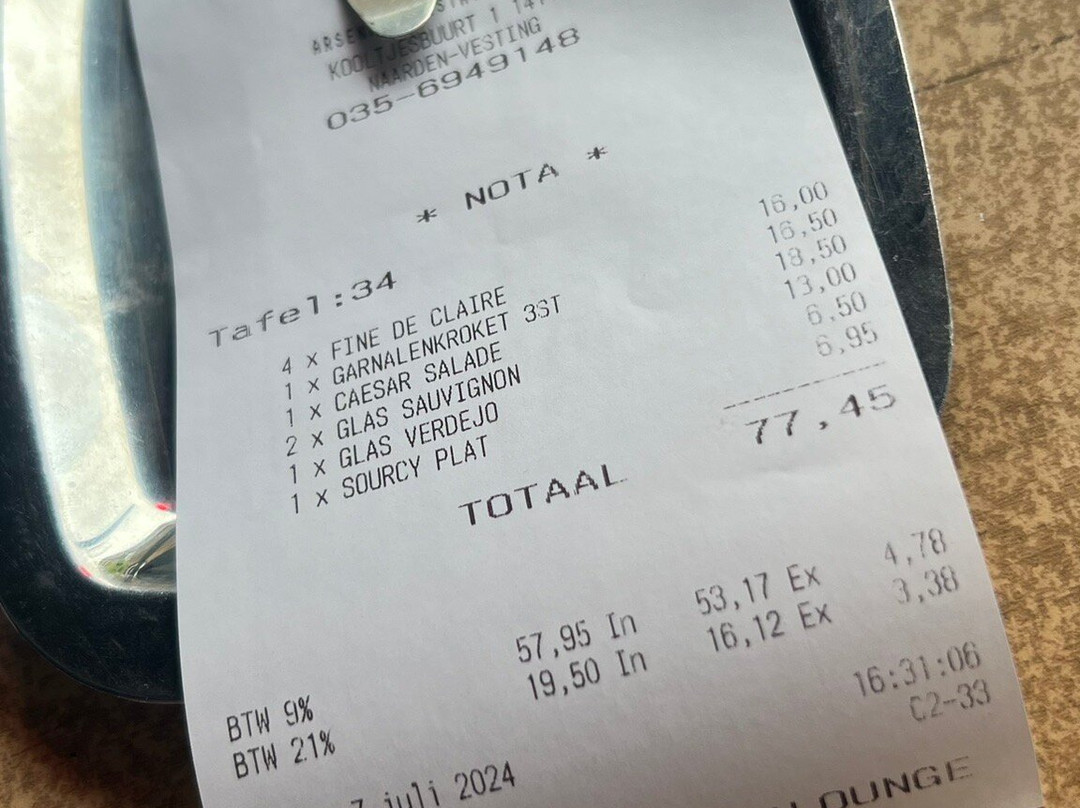 KOOLTJESBUURT 1
NAARDEN-VESTING
035-6949148
* NOTA *
Tafel:34
4 x FINE DE CLAIRE 16,00
1 x GARNALENKROKET 3ST 16,50
1 x CAESAR SALADE 18,50
2 x GLAS SAUVIGNON 13,00
1 x GLAS VERDEJO 6,50
1 x SOURCY PLAT 6,95
TOTAAL 77,45
BTW 9% 57,95 In 53,17 Ex 4,78
BTW 21% 19,50 In 16,12 Ex 3,38
7 juli 2024 16:31:06
C2-33
LOUNGE